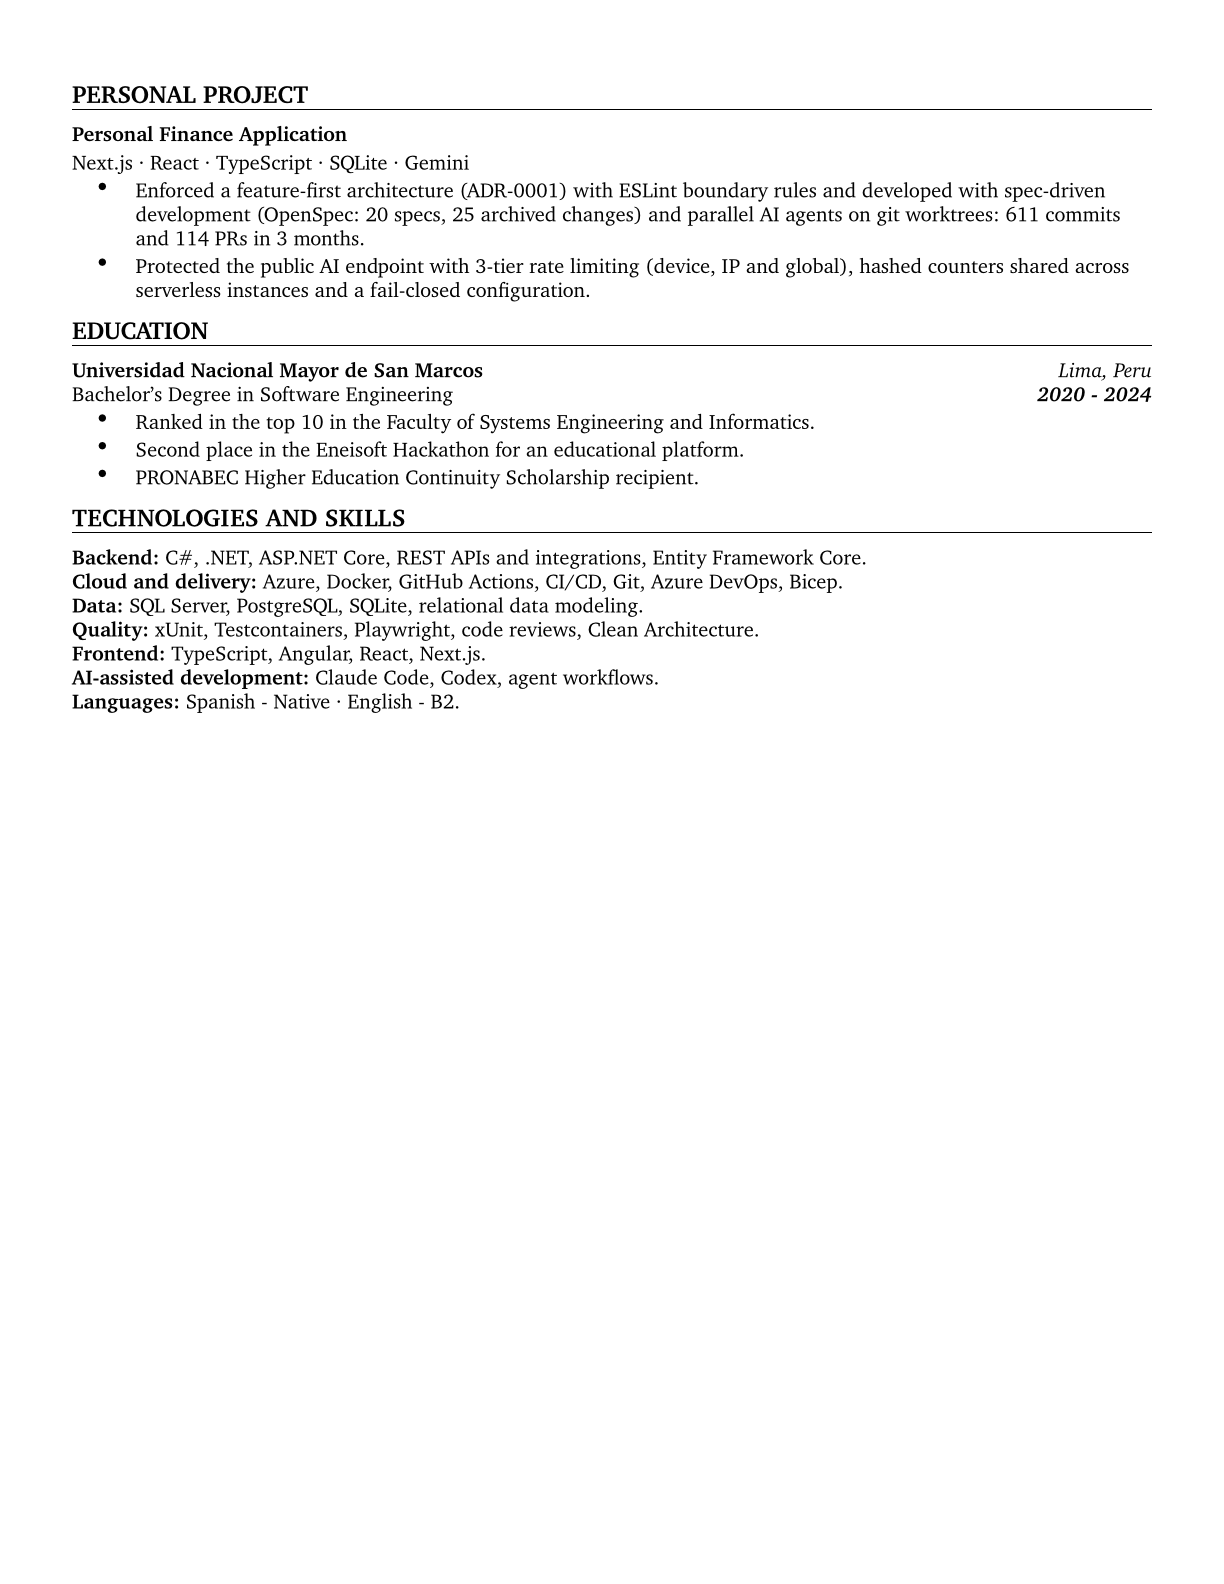 PERSONAL PROJECT
Personal Finance Application
Next.js · React · TypeScript · SQLite · Gemini
• Enforced a feature-first architecture (ADR-0001) with ESLint boundary rules and developed with spec-driven
development (OpenSpec: 20 specs, 25 archived changes) and parallel AI agents on git worktrees: 611 commits
and 114 PRs in 3 months.
• Protected the public AI endpoint with 3-tier rate limiting (device, IP and global), hashed counters shared across
serverless instances and a fail-closed configuration.
EDUCATION
Universidad Nacional Mayor de San Marcos Lima, Peru
Bachelor’s Degree in Software Engineering 2020 - 2024
• Ranked in the top 10 in the Faculty of Systems Engineering and Informatics.
• Second place in the Eneisoft Hackathon for an educational platform.
• PRONABEC Higher Education Continuity Scholarship recipient.
TECHNOLOGIES AND SKILLS
Backend: C#, .NET, ASP.NET Core, REST APIs and integrations, Entity Framework Core.
Cloud and delivery: Azure, Docker, GitHub Actions, CI/CD, Git, Azure DevOps, Bicep.
Data: SQL Server, PostgreSQL, SQLite, relational data modeling.
Quality: xUnit, Testcontainers, Playwright, code reviews, Clean Architecture.
Frontend: TypeScript, Angular, React, Next.js.
AI-assisted development: Claude Code, Codex, agent workflows.
Languages: Spanish - Native · English - B2.